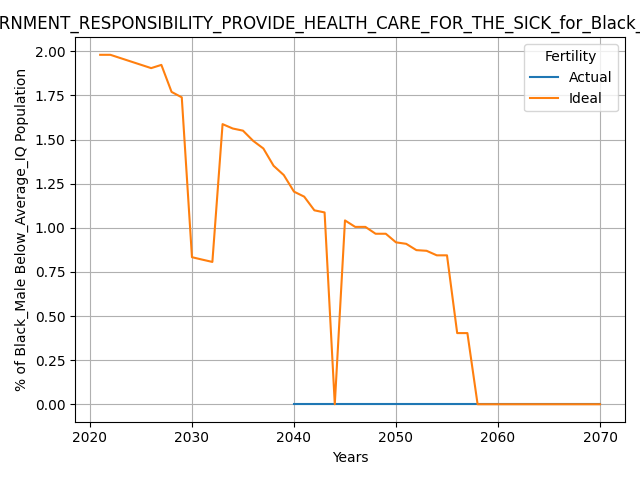 RNMENT_RESPONSIBILITY_PROVIDE_HEALTH_CARE_FOR_THE_SICK_for_Black_
% of Black_Male Below_Average_IQ Population
2.00
1.75
1.50
1.25
1.00
0.75
0.50
0.25
0.00
Fertility
Actual
Ideal
2020 2030 2040 2050 2060 2070
Years